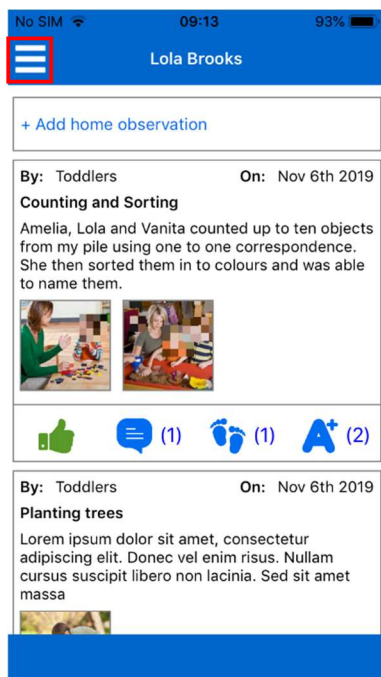 No SIM 09:13 93%
Lola Brooks
+ Add home observation
By: Toddlers On: Nov 6th 2019
Counting and Sorting
Amelia, Lola and Vanita counted up to ten objects
from my pile using one to one correspondence.
She then sorted them in to colours and was able
to name them.
(1) (1) A+ (2)
By: Toddlers On: Nov 6th 2019
Planting trees
Lorem ipsum dolor sit amet, consectetur
adipiscing elit. Donec vel enim risus. Nullam
cursus suscipit libero non lacinia. Sed sit amet
massa